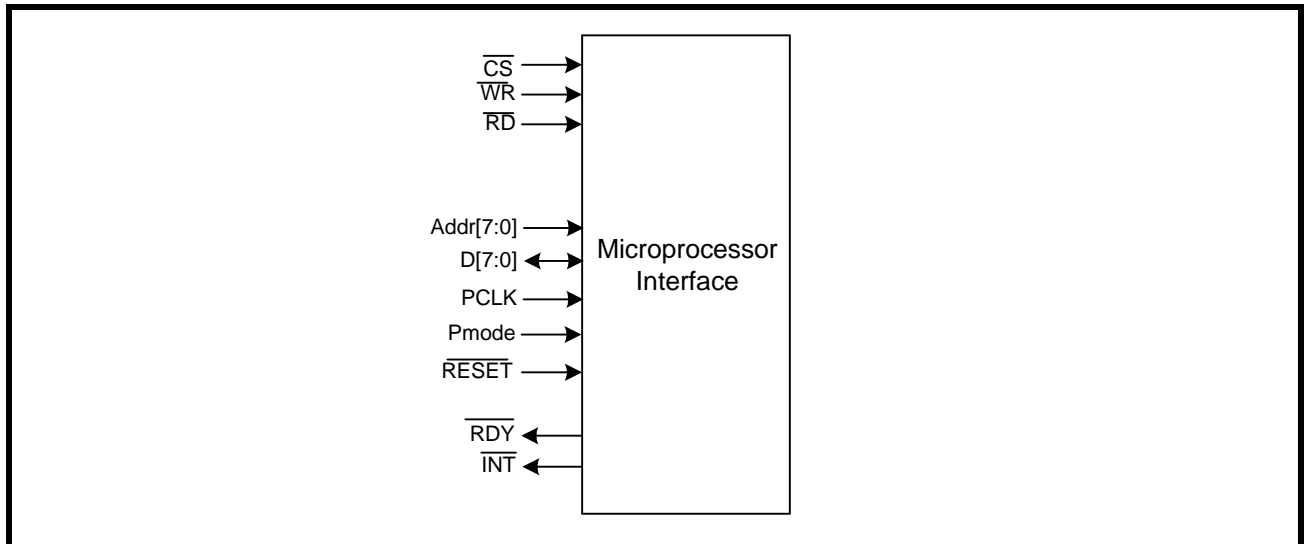 CS
WR
RD
Addr[7:0]
D[7:0]
PCLK
Pmode
RESET
RDY
INT
Microprocessor
Interface